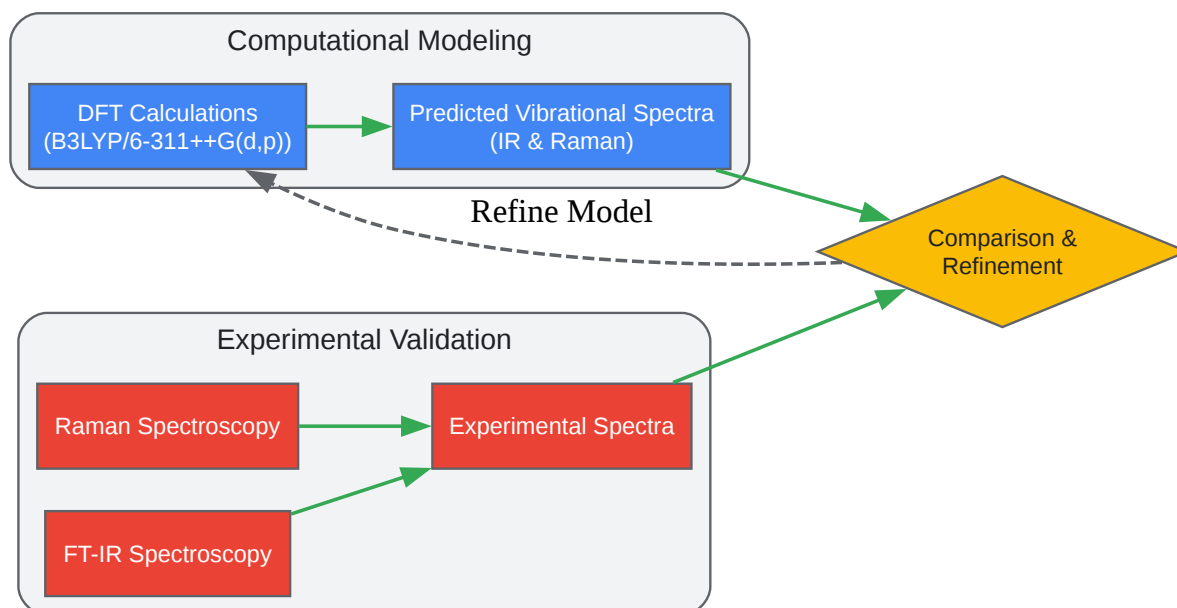 Computational Modeling
DFT Calculations
(B3LYP/6-311++G(d,p))
Predicted Vibrational Spectra
(IR & Raman)
Refine Model
Comparison &
Refinement
Experimental Validation
Raman Spectroscopy
Experimental Spectra
FT-IR Spectroscopy